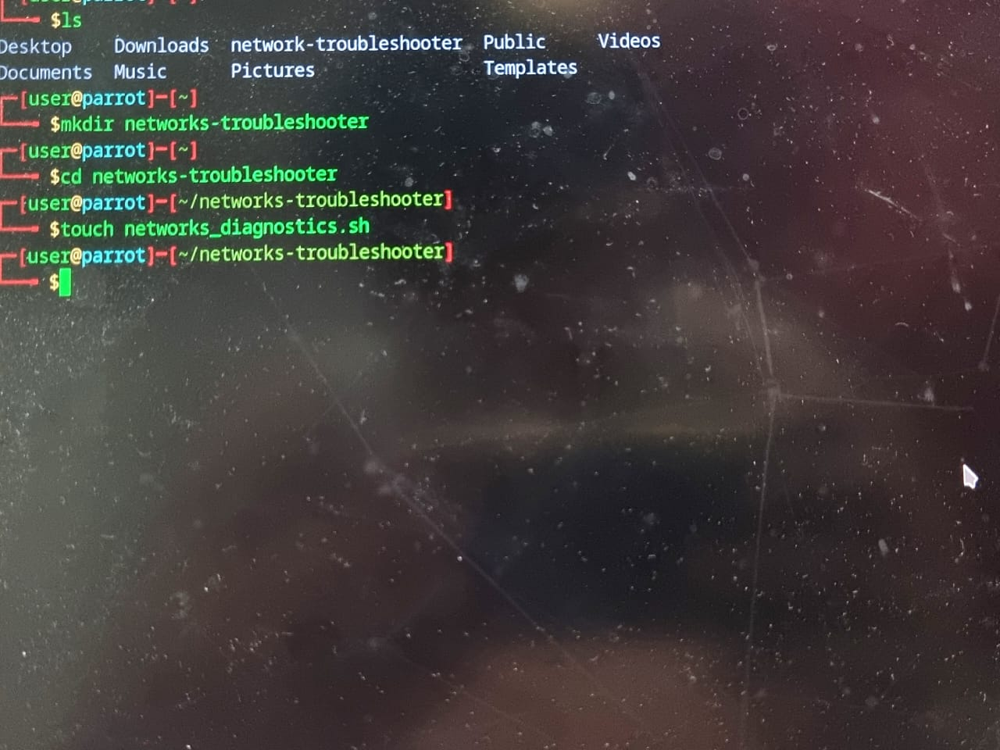 $ls
Desktop Downloads network-troubleshooter Public Videos
Documents Music Pictures Templates
[user@parrot]-[~]
$mkdir networks-troubleshooter
[user@parrot]-[~]
$cd networks-troubleshooter
[user@parrot]-[~/networks-troubleshooter]
$touch networks_diagnostics.sh
[user@parrot]-[~/networks-troubleshooter]
$